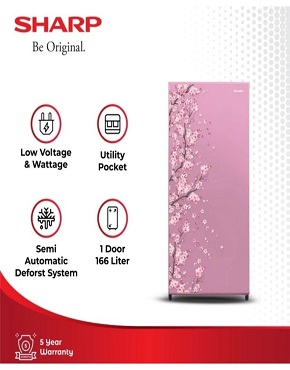 SHARP
Be Original.
Low Voltage
& Wattage
Utility
Pocket
Semi
Automatic
Deforst System
1 Door
166 Liter
5 Year
Warranty